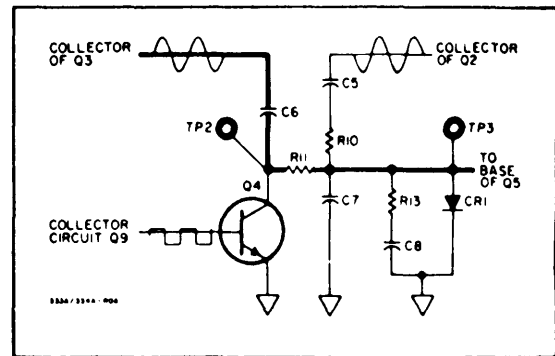 COLLECTOR
OF Q3
COLLECTOR
OF Q2
C5
C6
TP2
R10
TP3
R11
TO
BASE
OF Q5
Q4
C7
R13
CR1
COLLECTOR
CIRCUIT Q9
C8